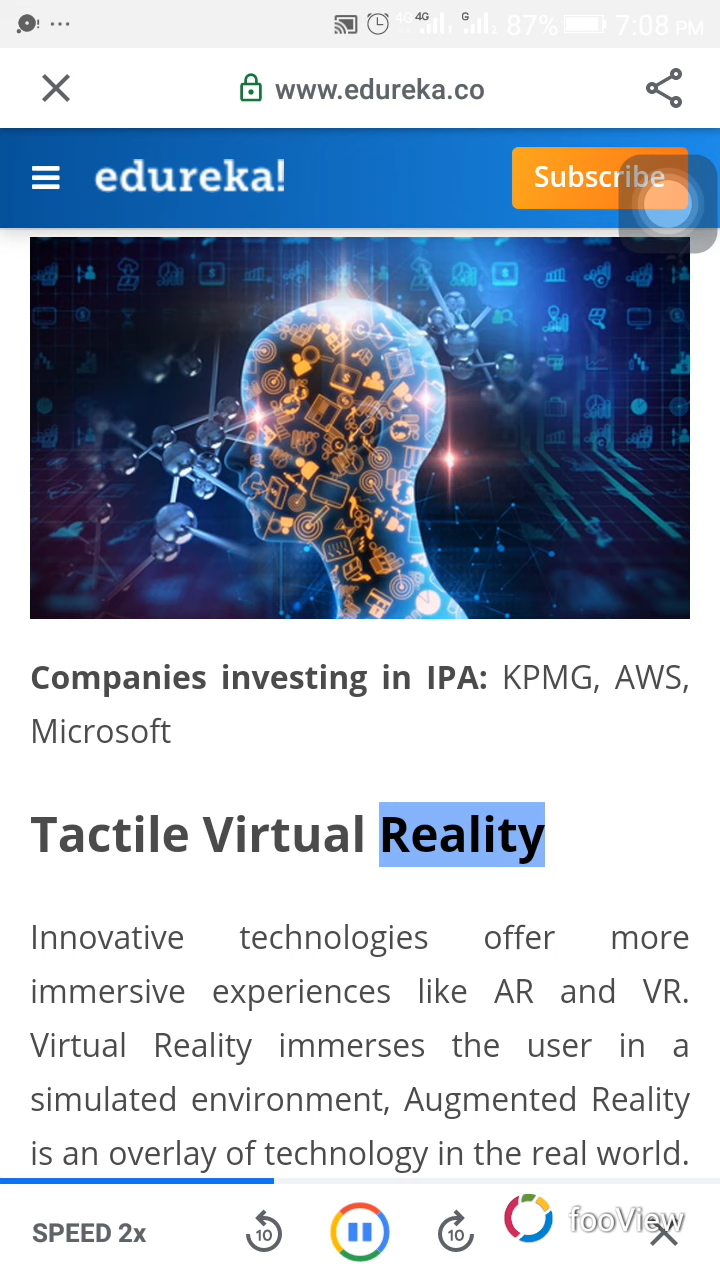 4G 4G G 87% 7:08 PM
www.edureka.co
edureka! Subscribe
Companies investing in IPA: KPMG, AWS,
Microsoft
Tactile Virtual Reality
Innovative technologies offer more
immersive experiences like AR and VR.
Virtual Reality immerses the user in a
simulated environment, Augmented Reality
is an overlay of technology in the real world.
SPEED 2x 10 10 fooView